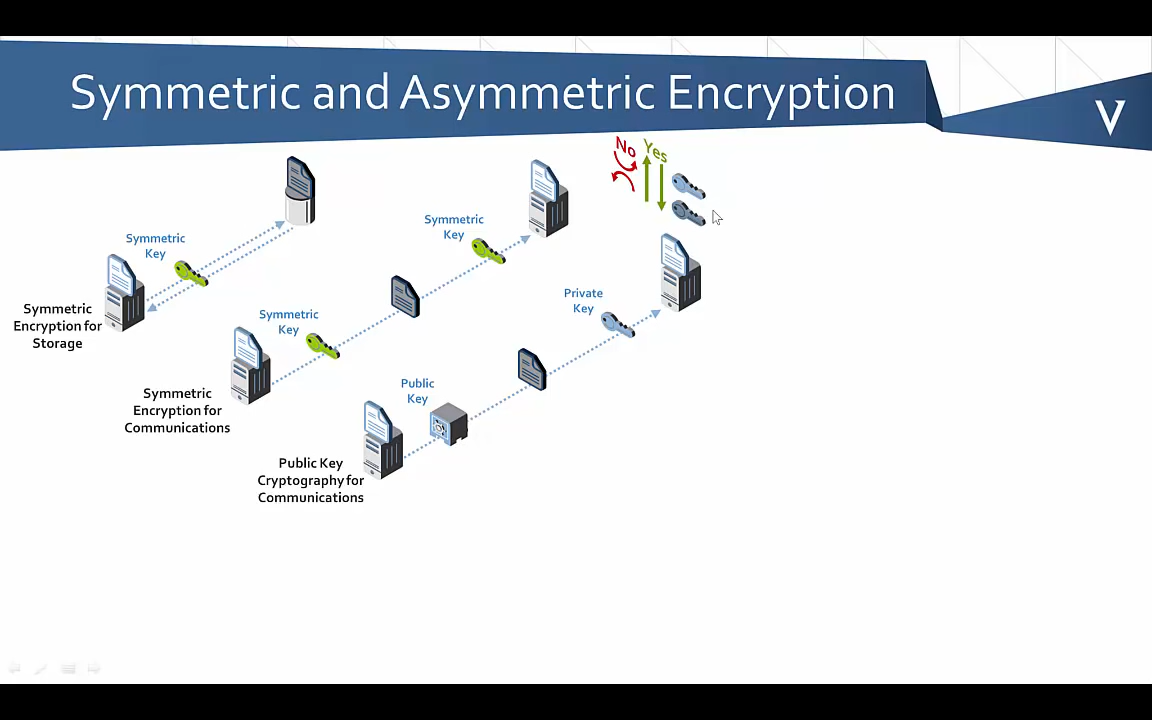 Symmetric and Asymmetric Encryption
V
No
Yes
Symmetric
Key
Symmetric
Key
Symmetric
Encryption for
Storage
Symmetric
Key
Private
Key
Symmetric
Encryption for
Communications
Public
Key
Public Key
Cryptography for
Communications